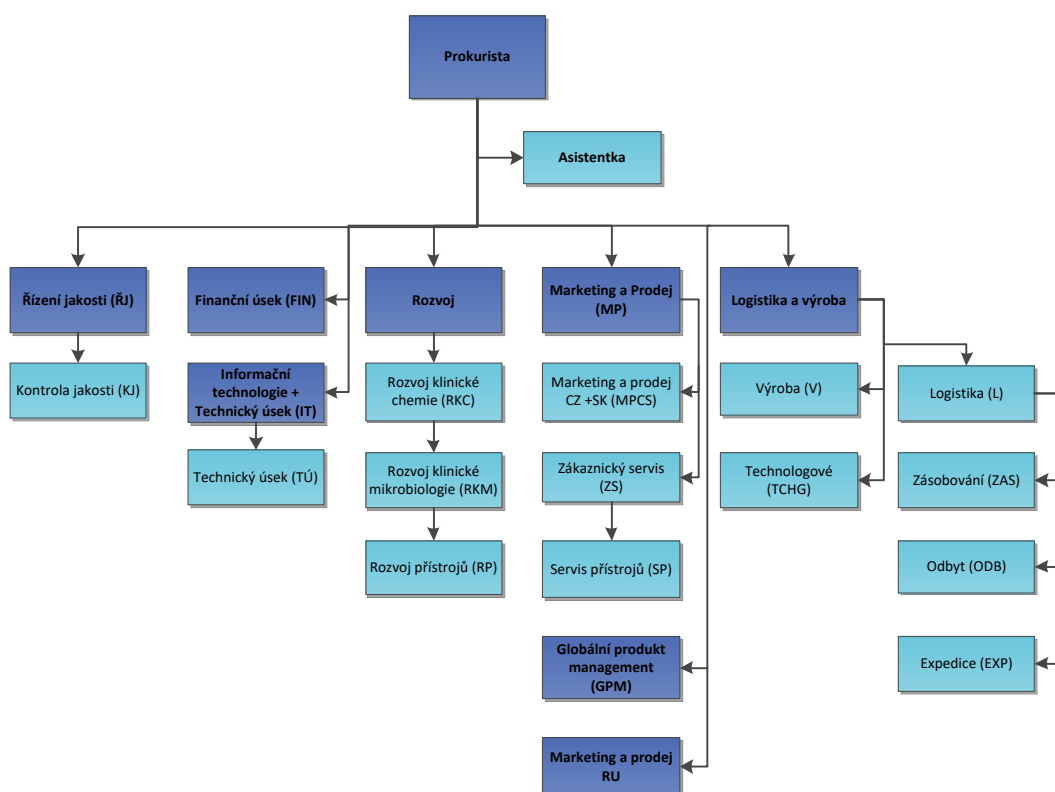 Prokurista
Asistentka
Řízení jakosti (ŘJ)
Finanční úsek (FIN)
Rozvoj
Marketing a Prodej
(MP)
Logistika a výroba
Kontrola jakosti (KJ)
Informační
technologie +
Technický úsek (IT)
Rozvoj klinické
chemie (RKC)
Marketing a prodej
CZ +SK (MPCS)
Výroba (V)
Logistika (L)
Technický úsek (TÚ)
Rozvoj klinické
mikrobiologie (RKM)
Zákaznický servis
(ZS)
Technologové
(TCHG)
Zásobování (ZAS)
Rozvoj přístrojů (RP)
Servis přístrojů (SP)
Odbyt (ODB)
Globální produkt
management
(GPM)
Expedice (EXP)
Marketing a prodej
RU